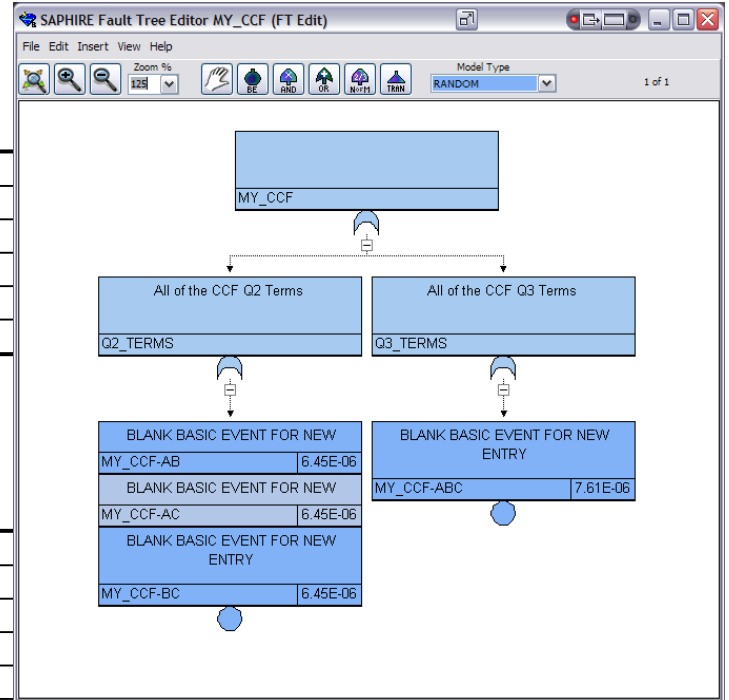 SAPHIRE Fault Tree Editor MY_CCF (FT Edit)
File Edit Insert View Help
Zoom %
125
BE
AND
OR
N/M
TRAN
Model Type
RANDOM
1 of 1
MY_CCF
All of the CCF Q2 Terms
All of the CCF Q3 Terms
Q2_TERMS
Q3_TERMS
BLANK BASIC EVENT FOR NEW
MY_CCF-AB 6.45E-06
BLANK BASIC EVENT FOR NEW
MY_CCF-AC 6.45E-06
BLANK BASIC EVENT FOR NEW
ENTRY
MY_CCF-BC 6.45E-06
BLANK BASIC EVENT FOR NEW
ENTRY
MY_CCF-ABC 7.61E-06